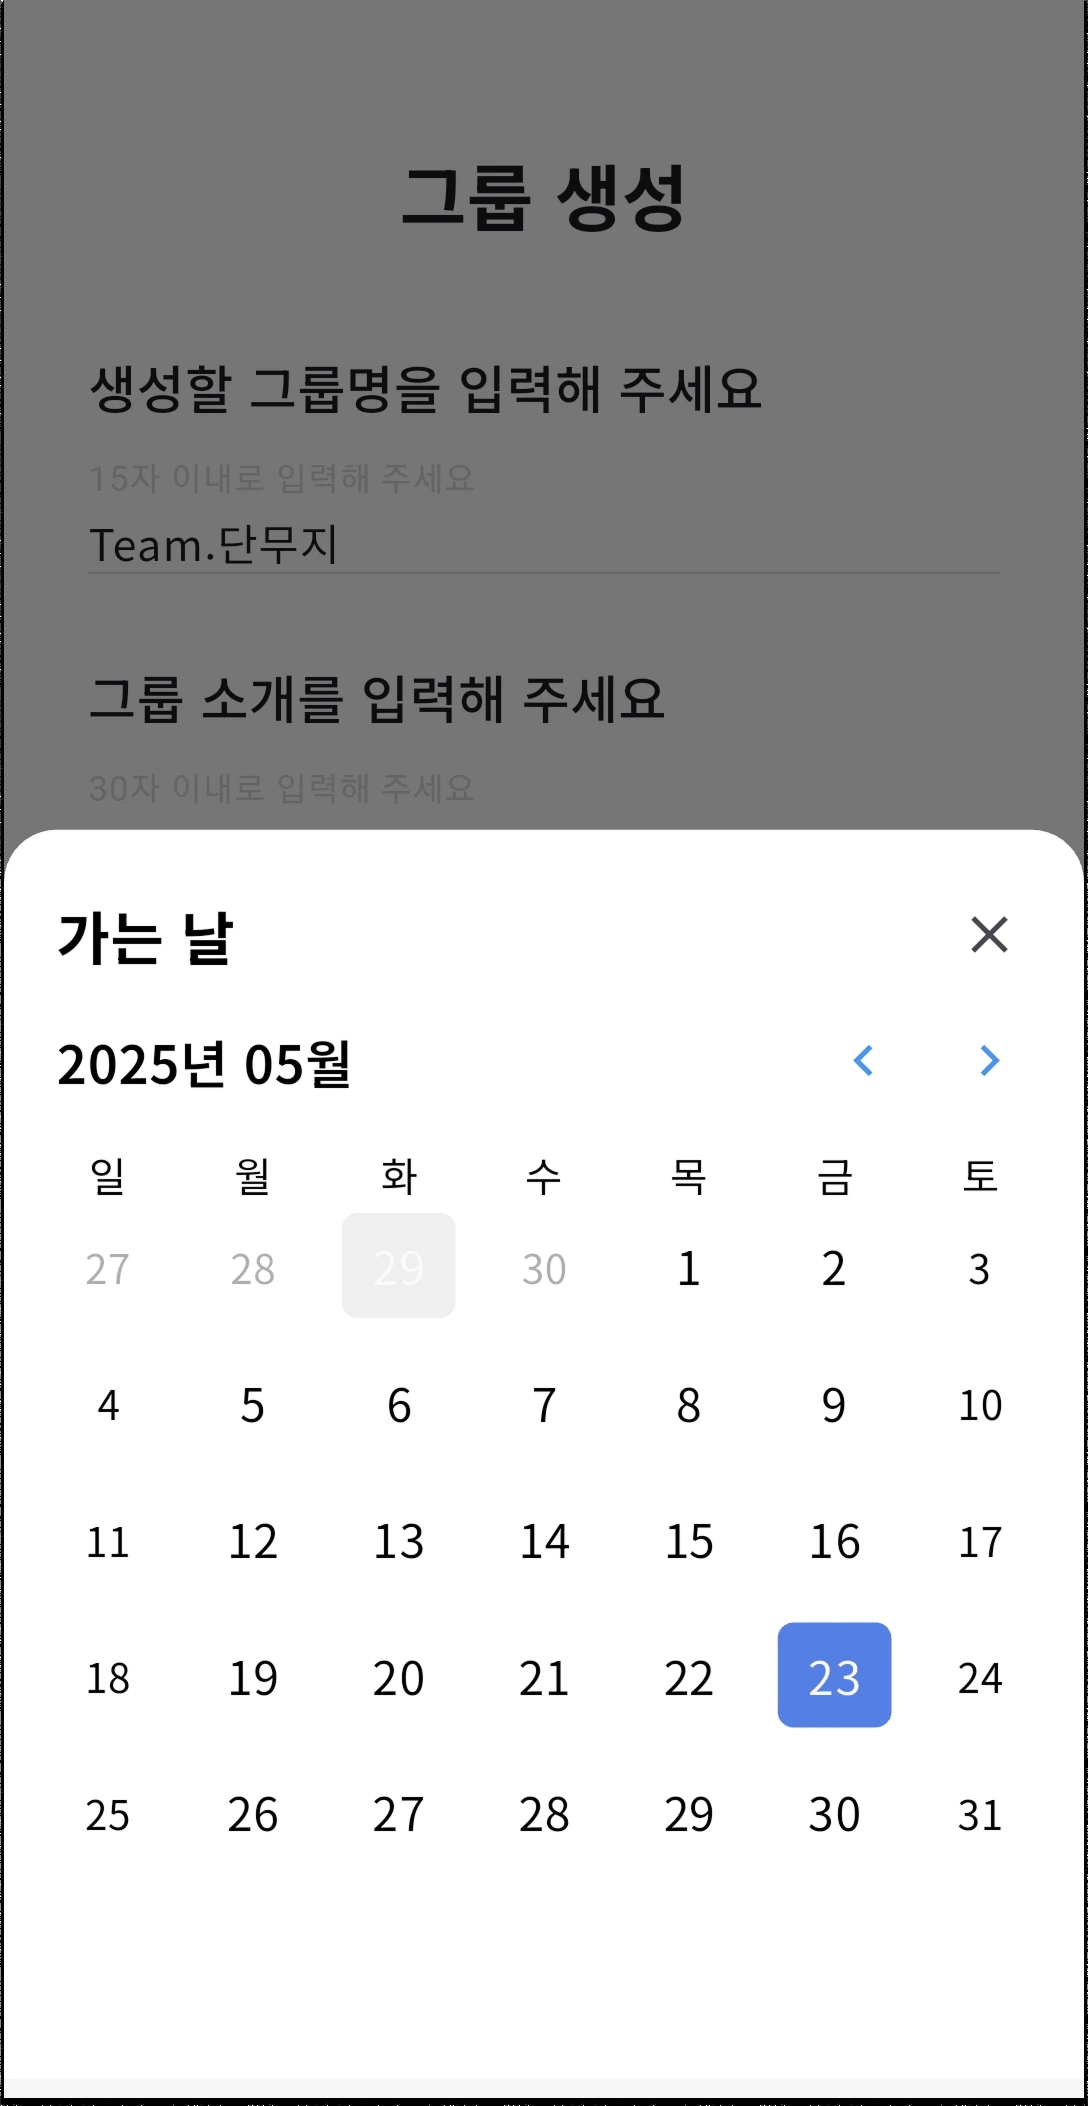 그룹 생성
생성할 그룹명을 입력해 주세요
15자 이내로 입력해 주세요
Team.단무지
그룹 소개를 입력해 주세요
30자 이내로 입력해 주세요
가는 날
2025년 05월
일 월 화 수 목 금 토
27 28 29 30 1 2 3
4 5 6 7 8 9 10
11 12 13 14 15 16 17
18 19 20 21 22 23 24
25 26 27 28 29 30 31